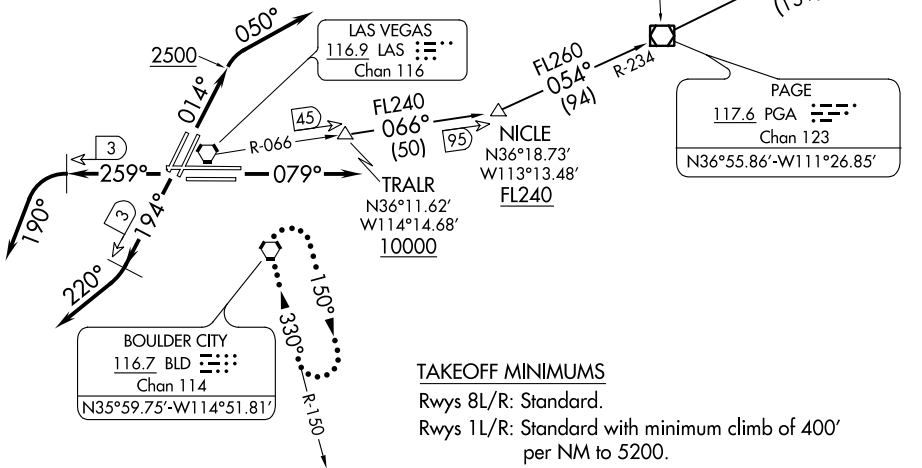 (151)
050°
2500
LAS VEGAS
116.9 LAS
Chan 116
014°
R-066
45
FL240
066°
(50)
95
FL260
054°
(94)
R-234
PAGE
117.6 PGA
Chan 123
N36°55.86'-W111°26.85'
NICLE
N36°18.73'
W113°13.48'
FL240
TRALR
N36°11.62'
W114°14.68'
10000
3
259°
079°
190°
3
194°
220°
150°
330°
R-150
BOULDER CITY
116.7 BLD
Chan 114
N35°59.75'-W114°51.81'
TAKEOFF MINIMUMS
Rwys 8L/R: Standard.
Rwys 1L/R: Standard with minimum climb of 400'
per NM to 5200.